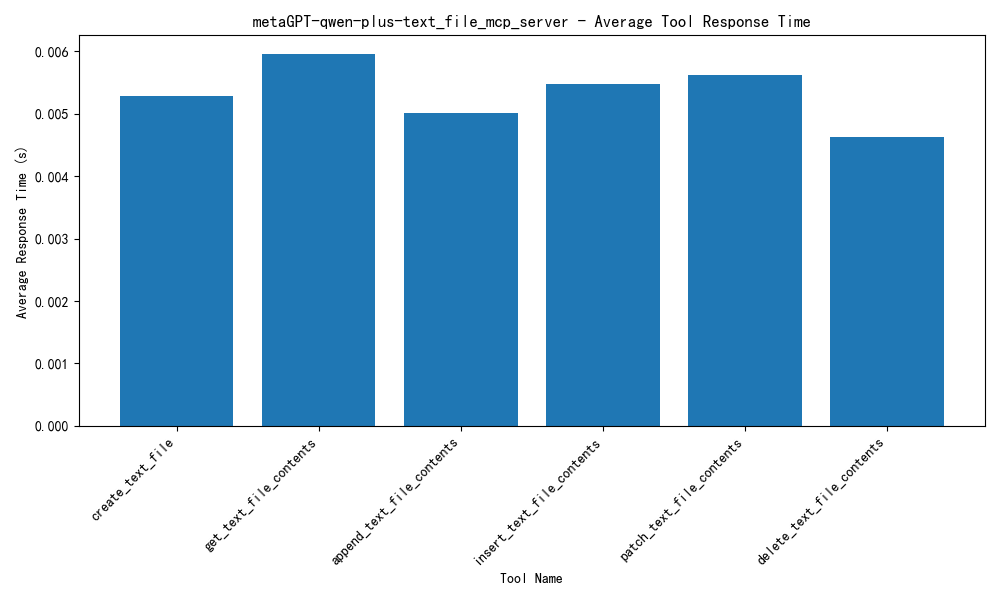 metaGPT-qwen-plus-text_file_mcp_server - Average Tool Response Time
Average Response Time (s)
0.006
0.005
0.004
0.003
0.002
0.001
0.000
create_text_file
get_text_file_contents
append_text_file_contents
insert_text_file_contents
patch_text_file_contents
delete_text_file_contents
Tool Name